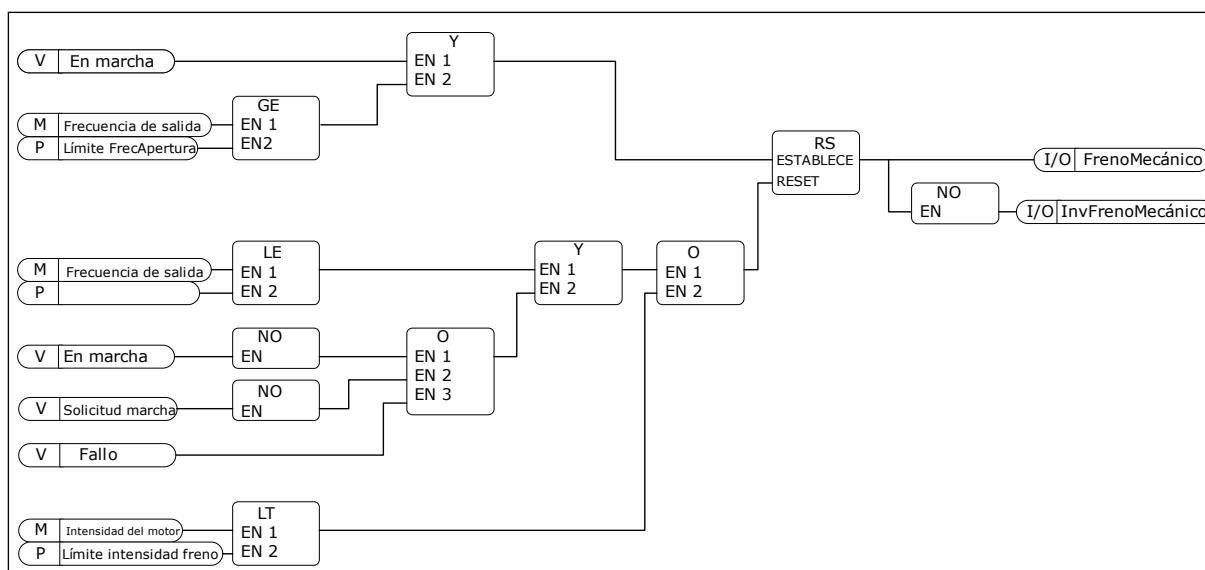 Y
V En marcha
EN 1
EN 2
GE
M Frecuencia de salida
EN 1
P Límite FrecApertura
EN2
RS
ESTABLECE
RESET
I/O FrenoMecánico
NO
EN
I/O InvFrenoMecánico
LE
M Frecuencia de salida
EN 1
P
EN 2
Y
EN 1
EN 2
O
EN 1
EN 2
NO
V En marcha
EN
O
EN 1
EN 2
EN 3
NO
V Solicitud marcha
EN
V Fallo
LT
M Intensidad del motor
EN 1
P Límite intensidad freno
EN 2